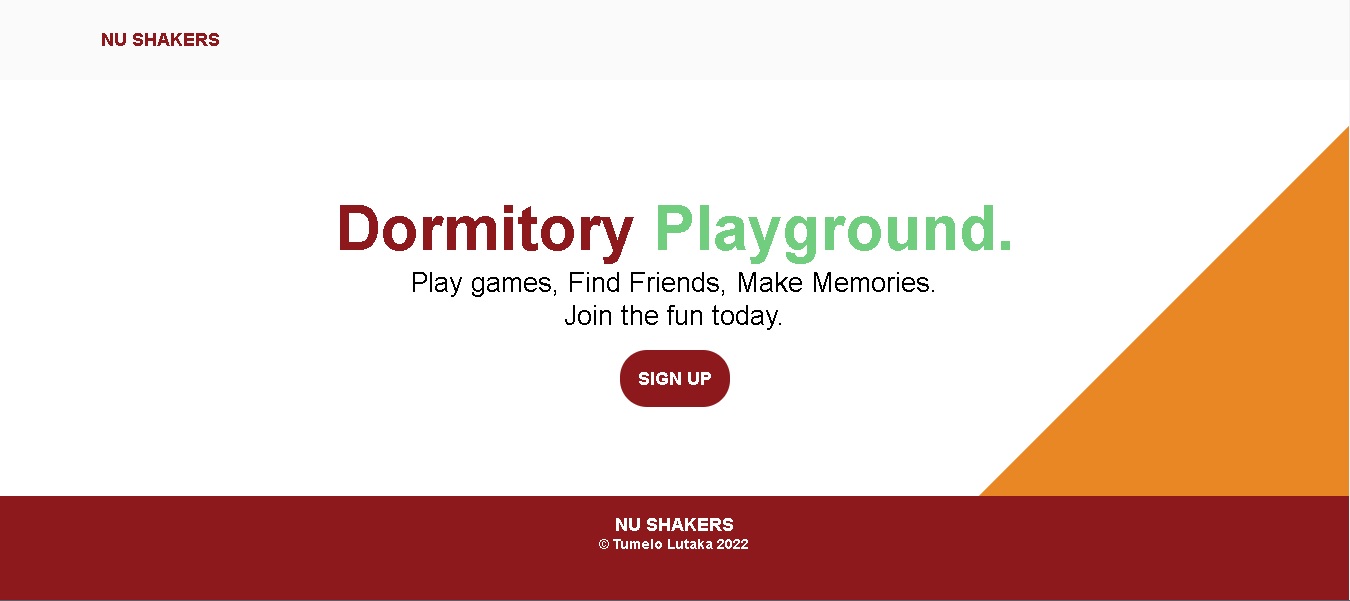 NU SHAKERS
Dormitory Playground.
Play games, Find Friends, Make Memories.
Join the fun today.
SIGN UP
NU SHAKERS
© Tumelo Lutaka 2022